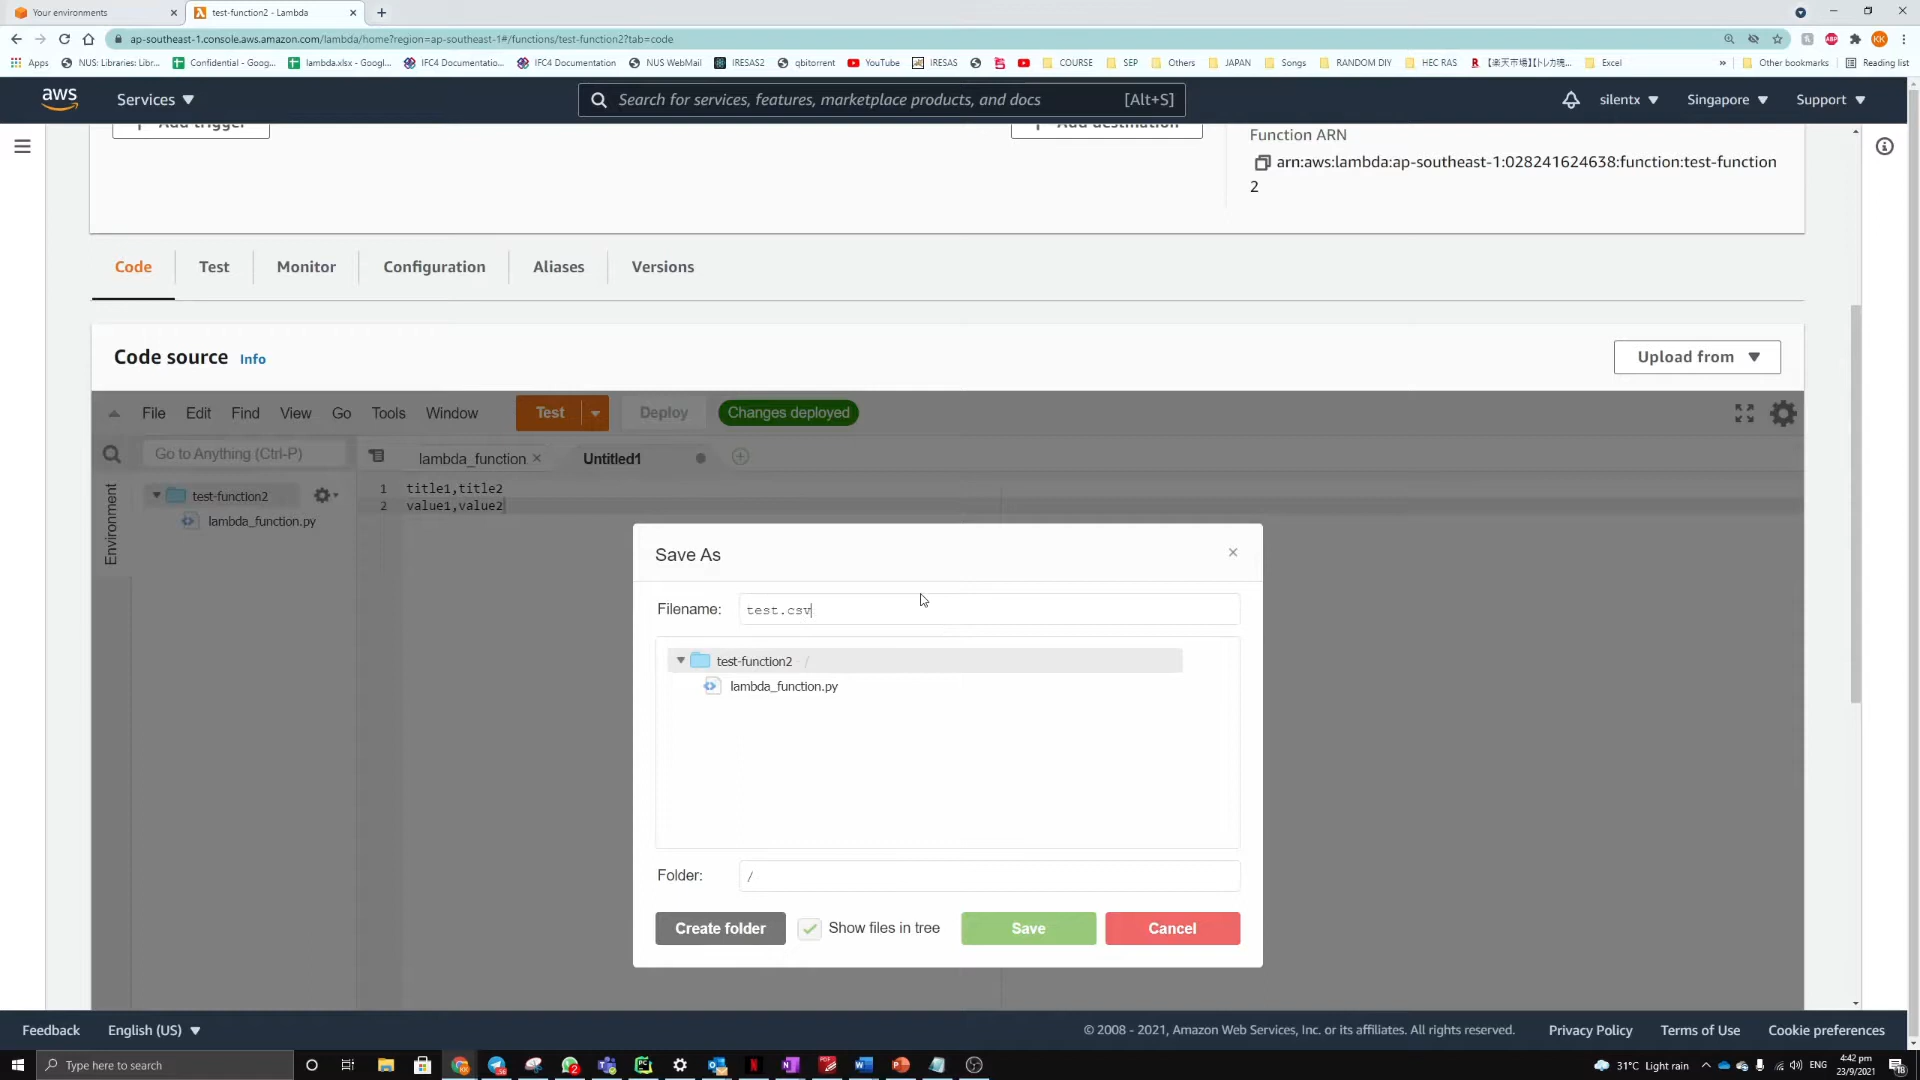 Your environments
test-function2 - Lambda
ap-southeast-1.console.aws.amazon.com/lambda/home?region=ap-southeast-1#/functions/test-function2?tab=code
Apps
NUS: Libraries: Libr...
Confidential - Goog...
lambda.xlsx - Googl...
IFC4 Documentatio...
IFC4 Documentation
NUS WebMail
IRESAS2
qbitorrent
YouTube
IRESAS
COURSE
SEP
Others
JAPAN
Songs
RANDOM DIY
HEC RAS
Excel
»
Other bookmarks
Reading list
aws
Services
Search for services, features, marketplace products, and docs
[Alt+S]
silentx
Singapore
Support
Function ARN
arn:aws:lambda:ap-southeast-1:028241624638:function:test-function
2
Code
Test
Monitor
Configuration
Aliases
Versions
Code source Info
Upload from
File Edit Find View Go Tools Window
Test
Deploy
Changes deployed
Go to Anything (Ctrl-P)
lambda_function.
Untitled1
Environment
test-function2
lambda_function.py
1 title1,title2
2 value1,value2
Save As
Filename: test.csv
test-function2 /
lambda_function.py
Folder: /
Create folder
Show files in tree
Save
Cancel
Feedback
English (US)
© 2008 - 2021, Amazon Web Services, Inc. or its affiliates. All rights reserved.
Privacy Policy
Terms of Use
Cookie preferences
Type here to search
31°C Light rain
ENG
4:42 pm
23/9/2021